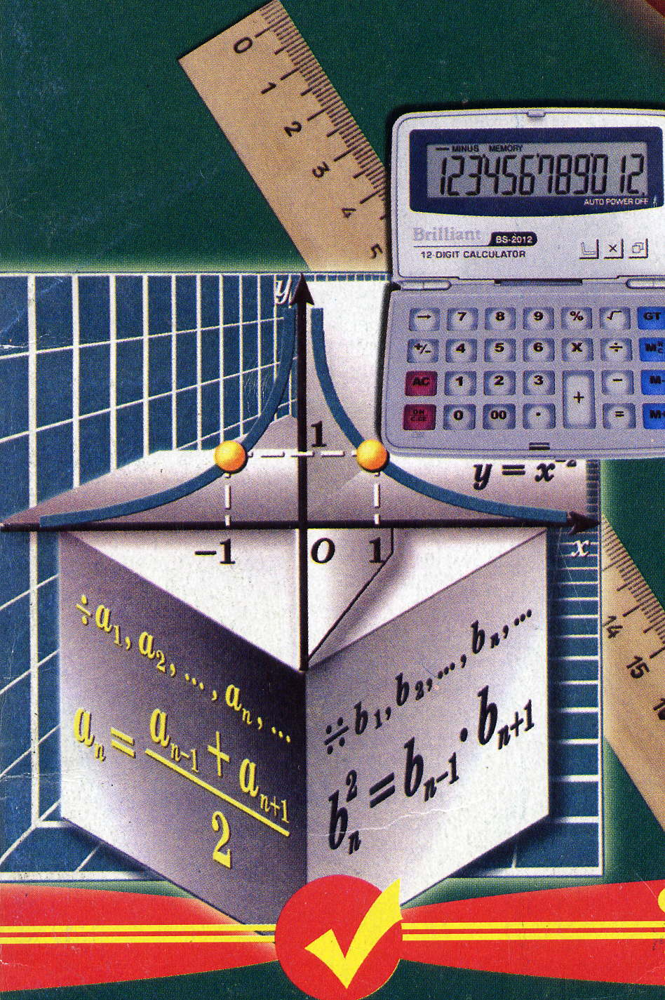 0
1
2
3
4
5
MINUS MEMORY
123456789012.
AUTO POWER OFF
Brilliant BS-2012
12-DIGIT CALCULATOR
→ 7 8 9 % √ GT
+/− 4 5 6 X ÷
AC 1 2 3 + − M-
0 00 · = M+
y
1
y = x⁻²
−1 0 1
x
14
15
÷a₁, a₂, ..., aₙ, ...
aₙ = (aₙ₋₁ + aₙ₊₁)/2
∺ b₁, b₂, ..., bₙ, ...
bₙ² = bₙ₋₁ · bₙ₊₁